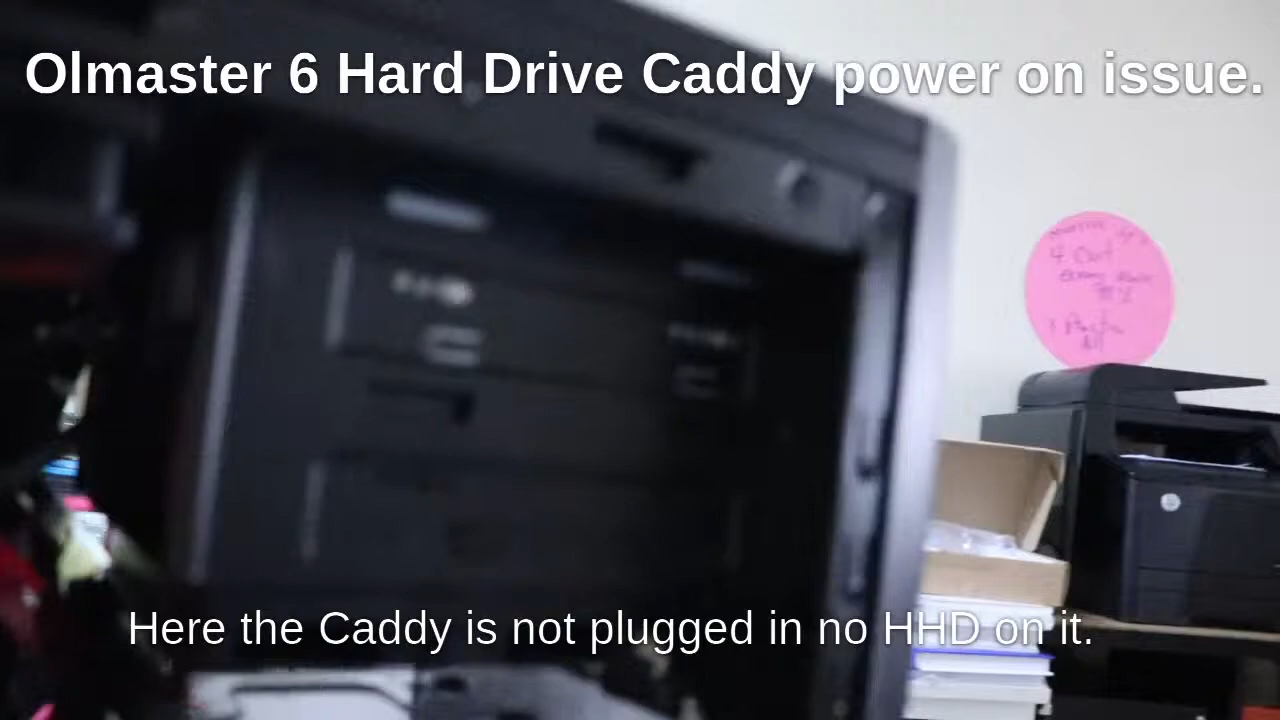 Olmaster 6 Hard Drive Caddy power on issue.
4
Here the Caddy is not plugged in no HHD on it.